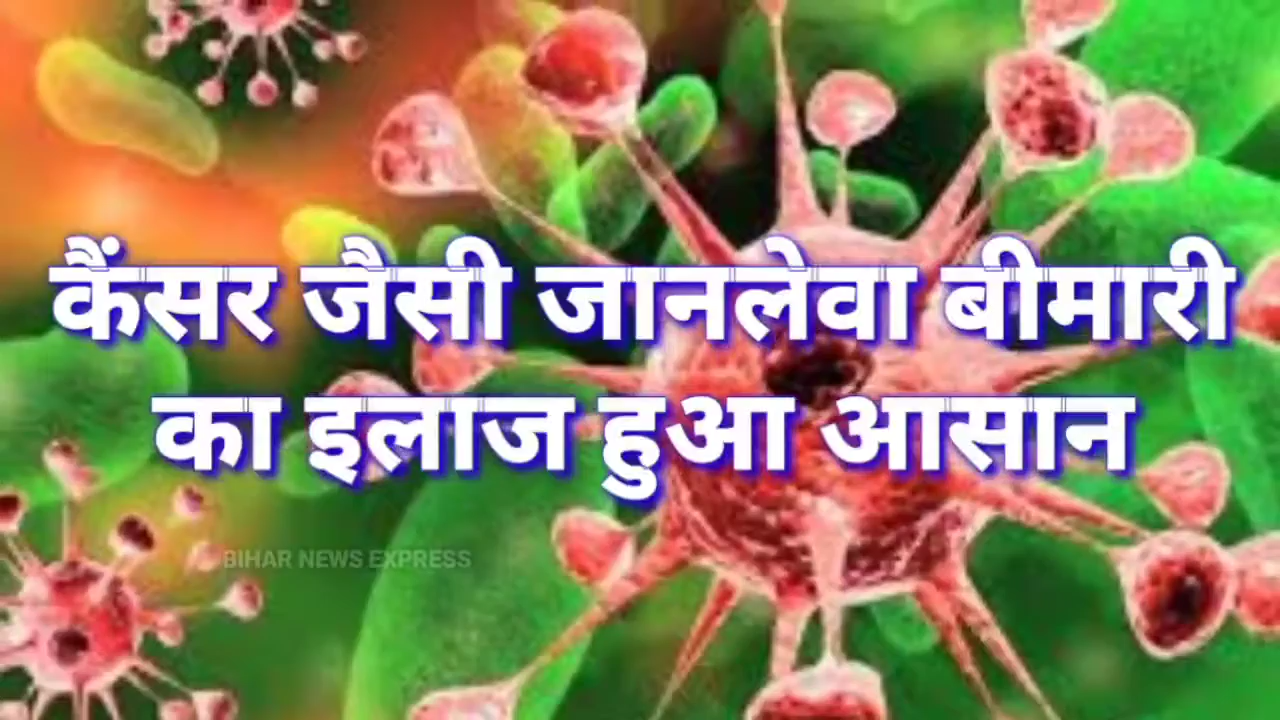 कैंसर जैसी जानलेवा बीमारी
का इलाज हुआ आसान
BIHAR NEWS EXPRESS